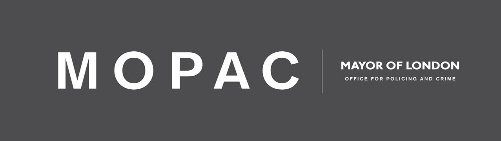 MOPAC
MAYOR OF LONDON
OFFICE FOR POLICING AND CRIME